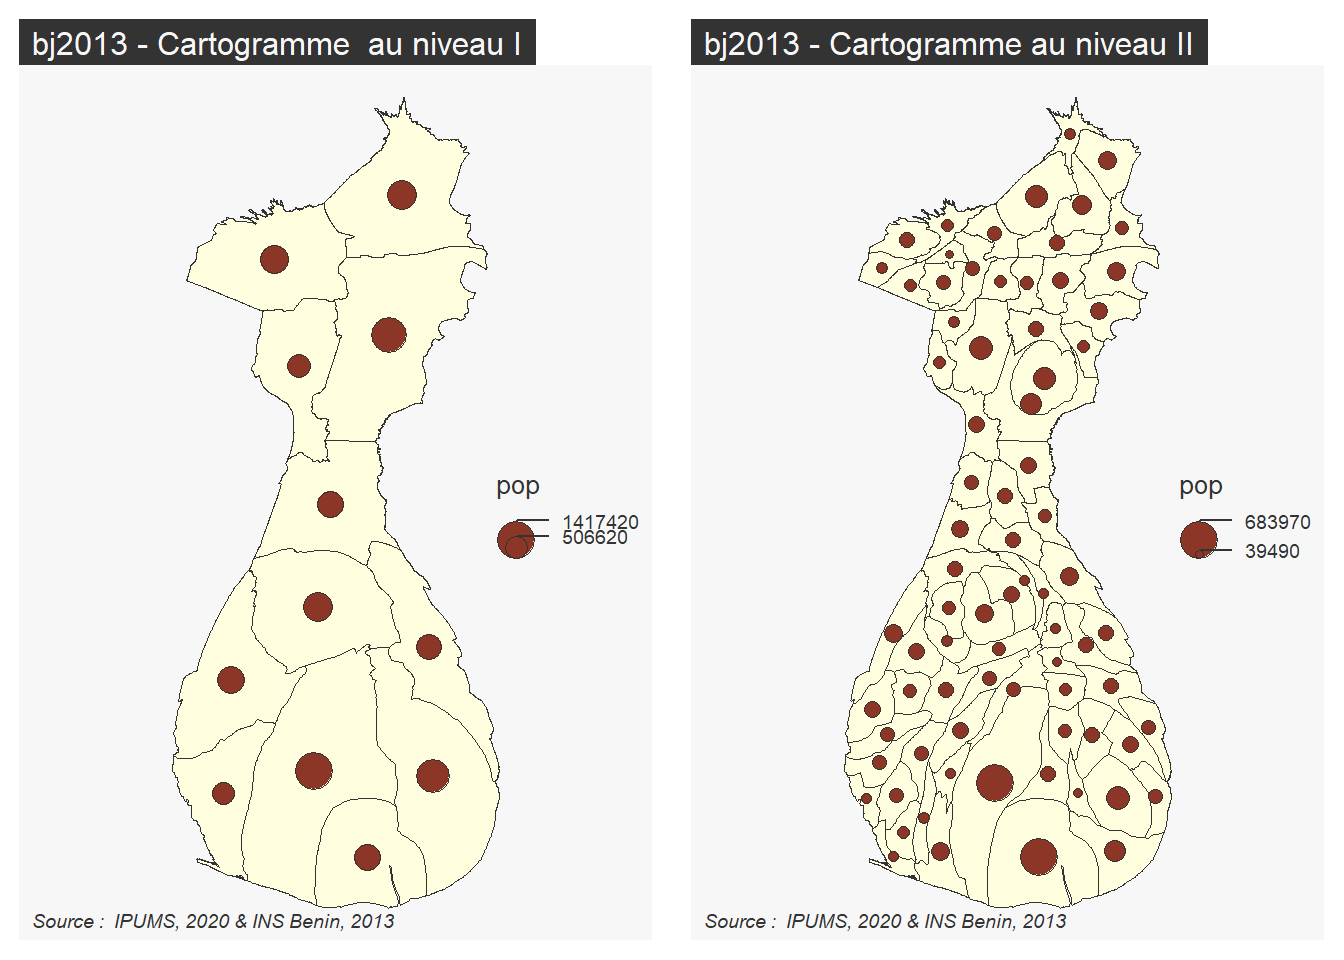 bj2013 - Cartogramme  au niveau I
pop
1417420
506620
Source :  IPUMS, 2020 & INS Benin, 2013
bj2013 - Cartogramme au niveau II
pop
683970
39490
Source :  IPUMS, 2020 & INS Benin, 2013